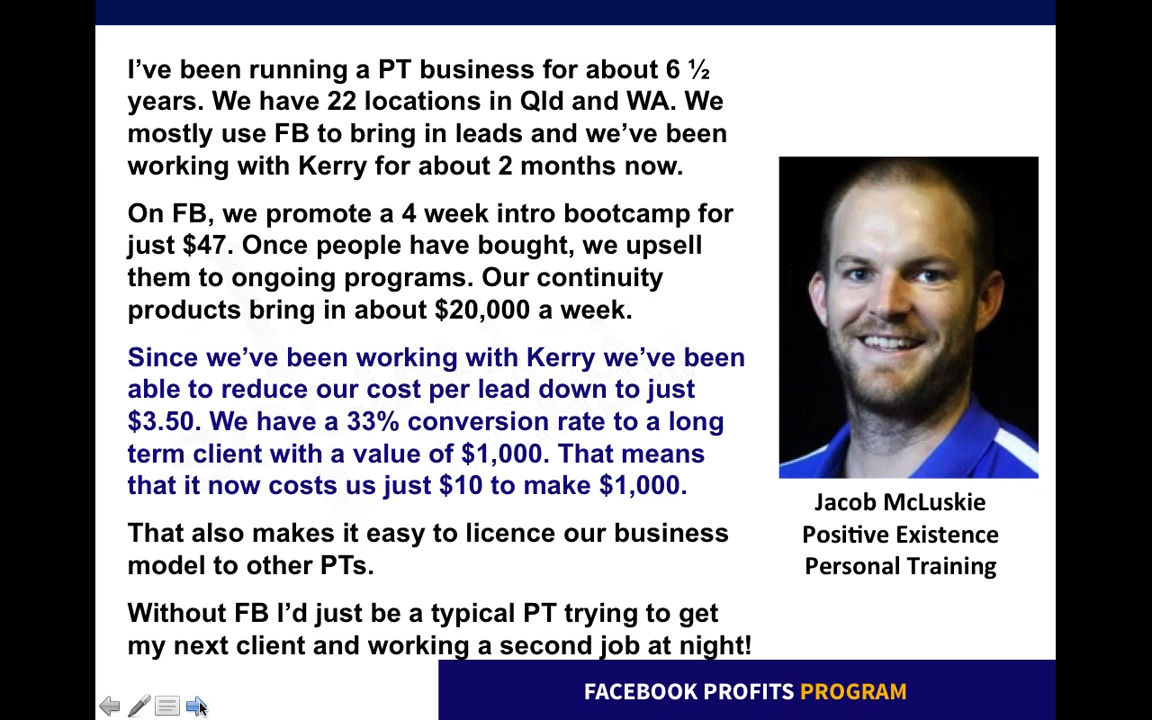 I’ve been running a PT business for about 6 ½
years. We have 22 locations in Qld and WA. We
mostly use FB to bring in leads and we’ve been
working with Kerry for about 2 months now.
On FB, we promote a 4 week intro bootcamp for
just $47. Once people have bought, we upsell
them to ongoing programs. Our continuity
products bring in about $20,000 a week.
Since we’ve been working with Kerry we’ve been
able to reduce our cost per lead down to just
$3.50. We have a 33% conversion rate to a long
term client with a value of $1,000. That means
that it now costs us just $10 to make $1,000.
That also makes it easy to licence our business
model to other PTs.
Without FB I’d just be a typical PT trying to get
my next client and working a second job at night!
Jacob McLuskie
Positive Existence
Personal Training
FACEBOOK PROFITS PROGRAM